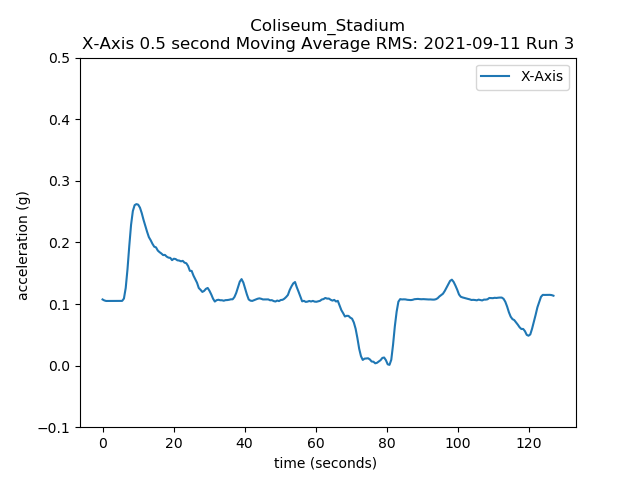 Coliseum_Stadium
X-Axis 0.5 second Moving Average RMS: 2021-09-11 Run 3
X-Axis
0.5
0.4
0.3
0.2
0.1
0.0
−0.1
acceleration (g)
0 20 40 60 80 100 120
time (seconds)